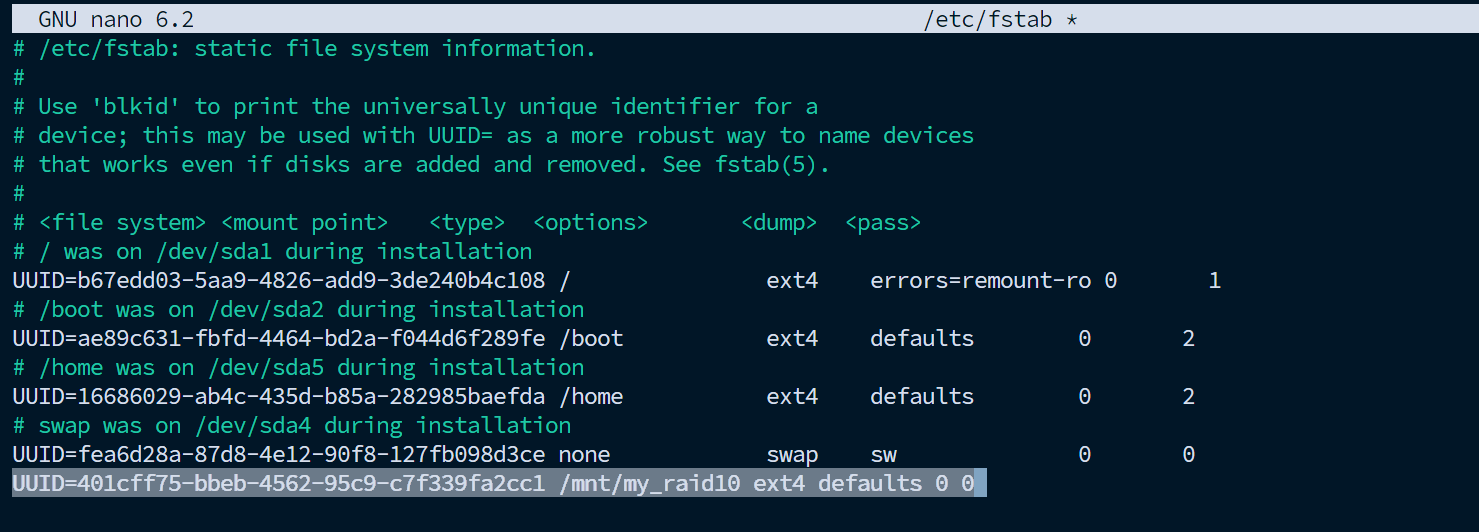 GNU nano 6.2 /etc/fstab *
# /etc/fstab: static file system information.
#
# Use 'blkid' to print the universally unique identifier for a
# device; this may be used with UUID= as a more robust way to name devices
# that works even if disks are added and removed. See fstab(5).
#
# <file system> <mount point> <type> <options> <dump> <pass>
# / was on /dev/sda1 during installation
UUID=b67edd03-5aa9-4826-add9-3de240b4c108 / ext4 errors=remount-ro 0 1
# /boot was on /dev/sda2 during installation
UUID=ae89c631-fbfd-4464-bd2a-f044d6f289fe /boot ext4 defaults 0 2
# /home was on /dev/sda5 during installation
UUID=16686029-ab4c-435d-b85a-282985baefda /home ext4 defaults 0 2
# swap was on /dev/sda4 during installation
UUID=fea6d28a-87d8-4e12-90f8-127fb098d3ce none swap sw 0 0
UUID=401cff75-bbeb-4562-95c9-c7f339fa2cc1 /mnt/my_raid10 ext4 defaults 0 0